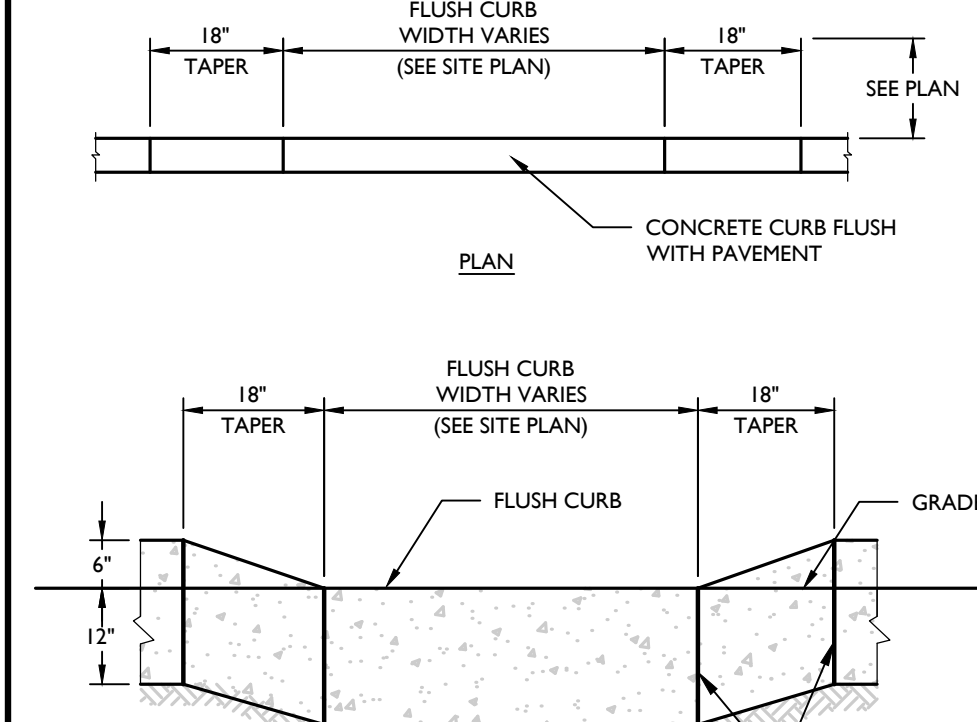 FLUSH CURB
WIDTH VARIES
(SEE SITE PLAN)
18"
TAPER
18"
TAPER
SEE PLAN
CONCRETE CURB FLUSH
WITH PAVEMENT
PLAN
FLUSH CURB
WIDTH VARIES
(SEE SITE PLAN)
18"
TAPER
18"
TAPER
FLUSH CURB
6"
12"